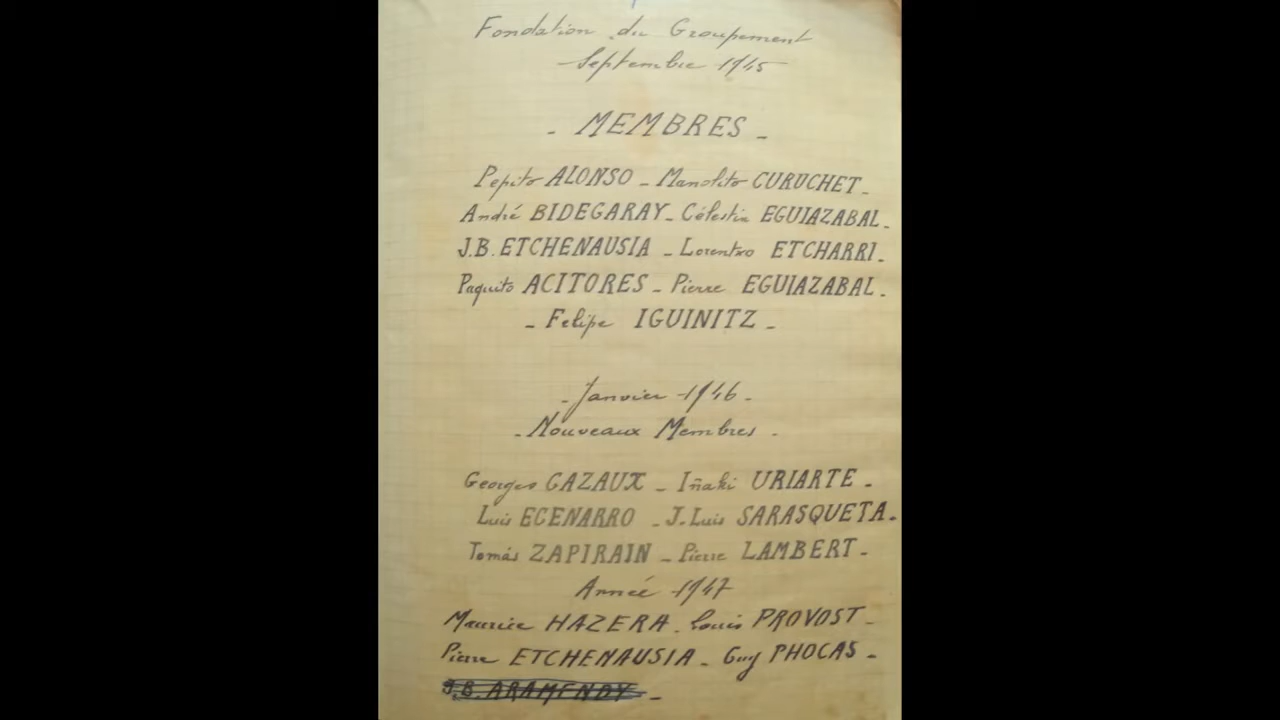 Fondation du Groupement
Septembre 1945
- MEMBRES -
Pepito ALONSO - Manolito CURUCHET -
André BIDEGARAY - Célestin EGUIAZABAL -
J.B. ETCHENAUSIA - Lorentxo ETCHARRI -
Paquito ACITORES - Pierre EGUIAZABAL -
- Felipe IGUINITZ -
- Janvier 1946 -
- Nouveaux Membres -
Georges CAZAUX - Iñaki URIARTE -
Luis EGENARRO - J. Luis SARASQUETA -
Tomás ZAPIRAIN - Pierre LAMBERT -
Année 1947
Maurice HAZERA - Louis PROVOST -
Pierre ETCHENAUSIA - Guy PHOCAS -
J.B. ARAMENDY -